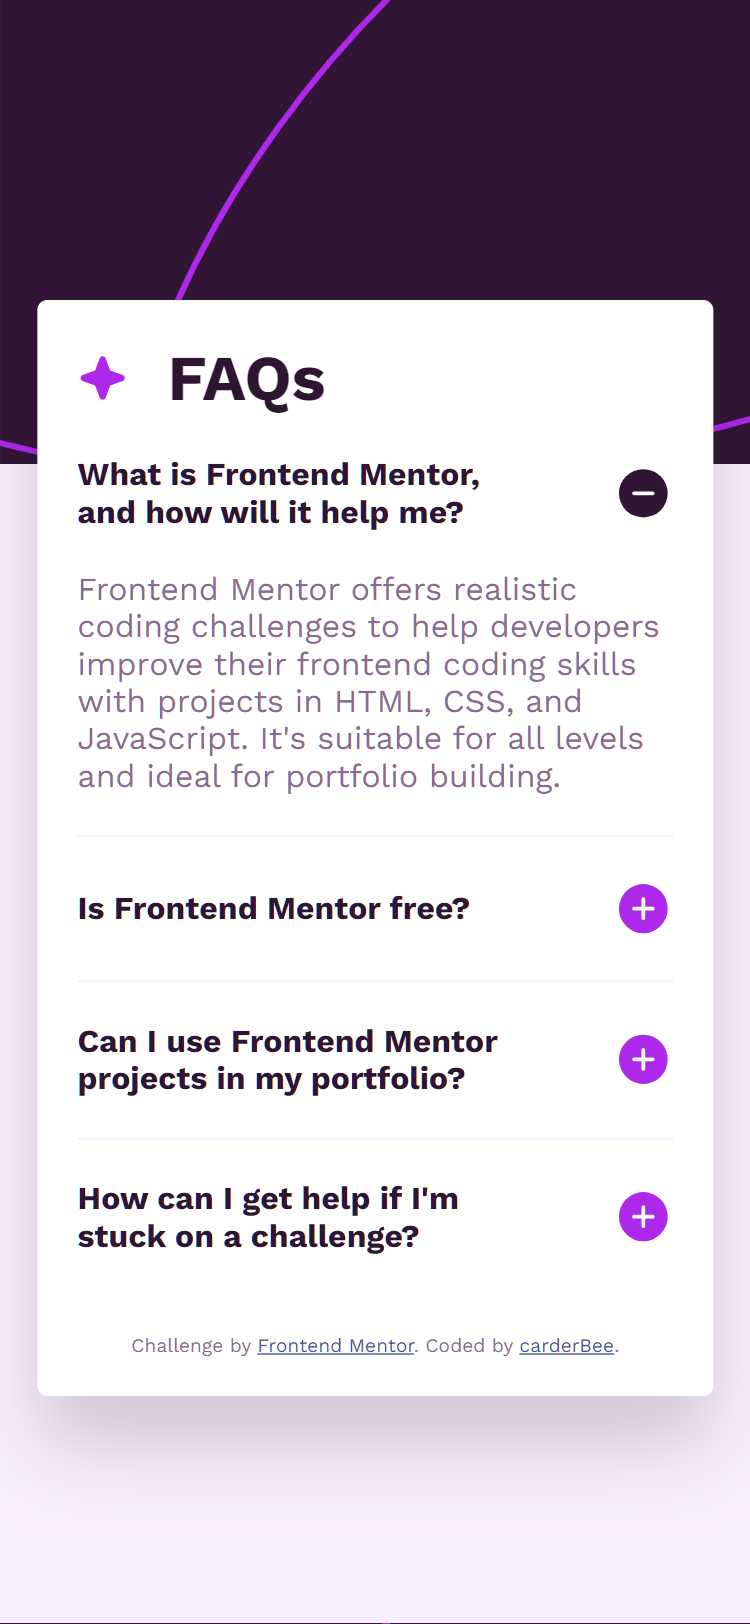 FAQs
What is Frontend Mentor,
and how will it help me?
Frontend Mentor offers realistic
coding challenges to help developers
improve their frontend coding skills
with projects in HTML, CSS, and
JavaScript. It's suitable for all levels
and ideal for portfolio building.
Is Frontend Mentor free?
Can I use Frontend Mentor
projects in my portfolio?
How can I get help if I'm
stuck on a challenge?
Challenge by Frontend Mentor. Coded by carderBee.